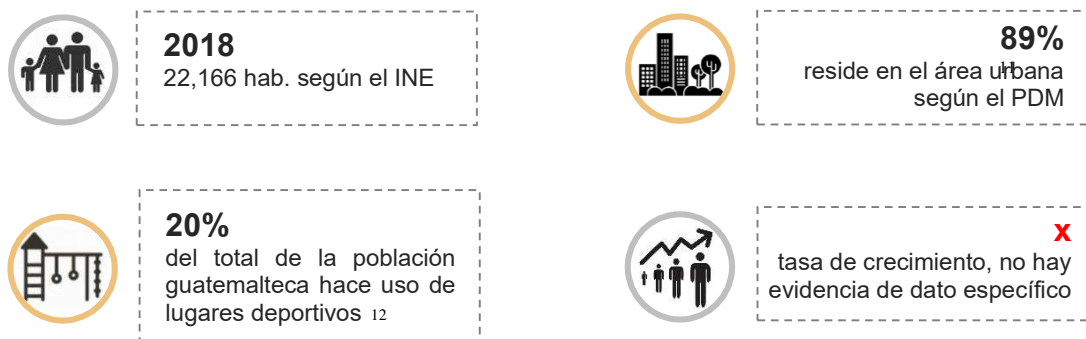 2018
22,166 hab. según el INE
89%
reside en el área urbana
según el PDM
20%
del total de la población
guatemalteca hace uso de
lugares deportivos 12
x
tasa de crecimiento, no hay
evidencia de dato específico